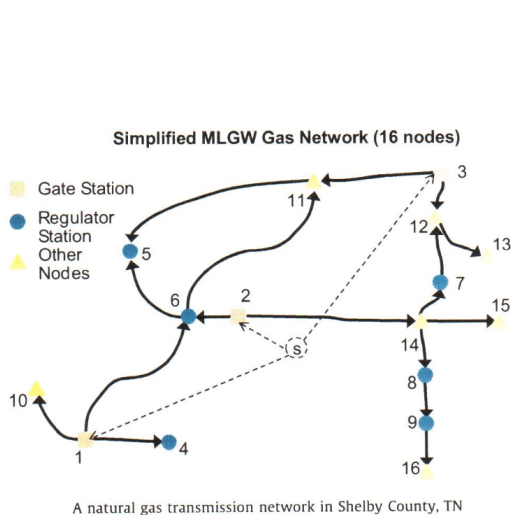 Simplified MLGW Gas Network (16 nodes)
Gate Station
Regulator
Station
Other
Nodes
3
11
12
13
5
7
6
2
15
s
14
8
10
9
4
1
16
A natural gas transmission network in Shelby County, TN